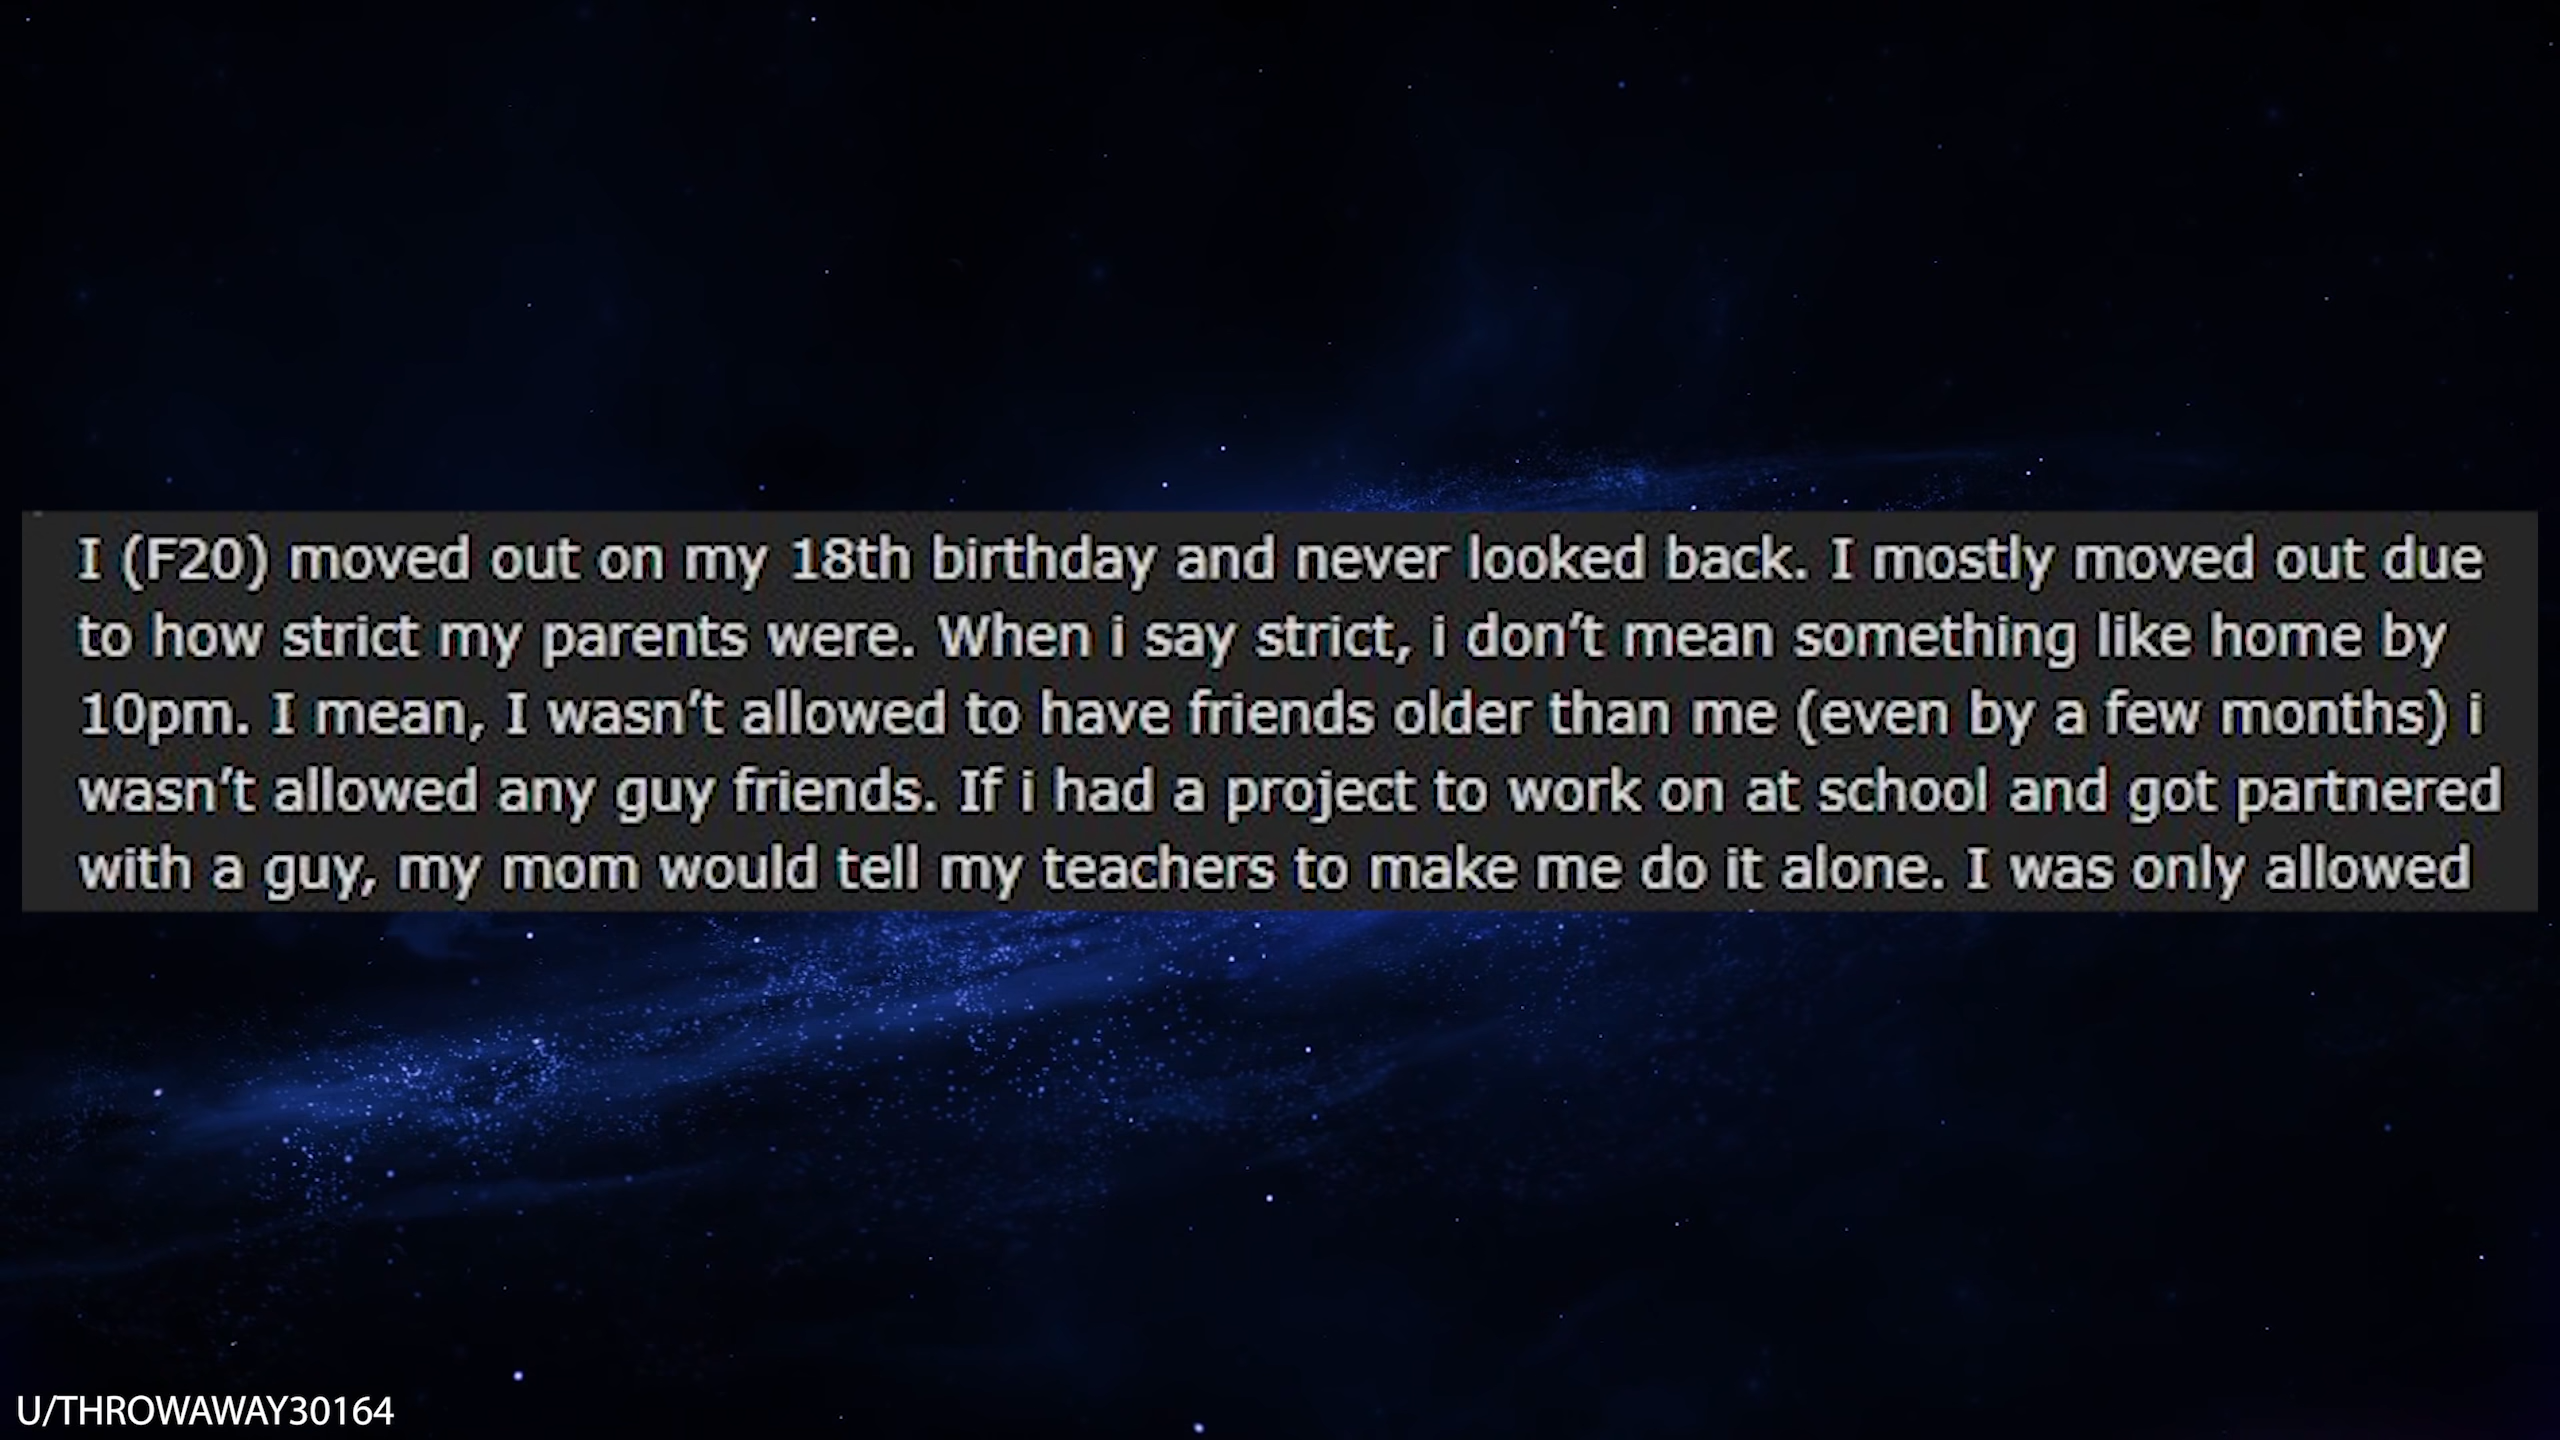 I (F20) moved out on my 18th birthday and never looked back. I mostly moved out due
to how strict my parents were. When i say strict, i don’t mean something like home by
10pm. I mean, I wasn’t allowed to have friends older than me (even by a few months) i
wasn’t allowed any guy friends. If i had a project to work on at school and got partnered
with a guy, my mom would tell my teachers to make me do it alone. I was only allowed
U/THROWAWAY30164